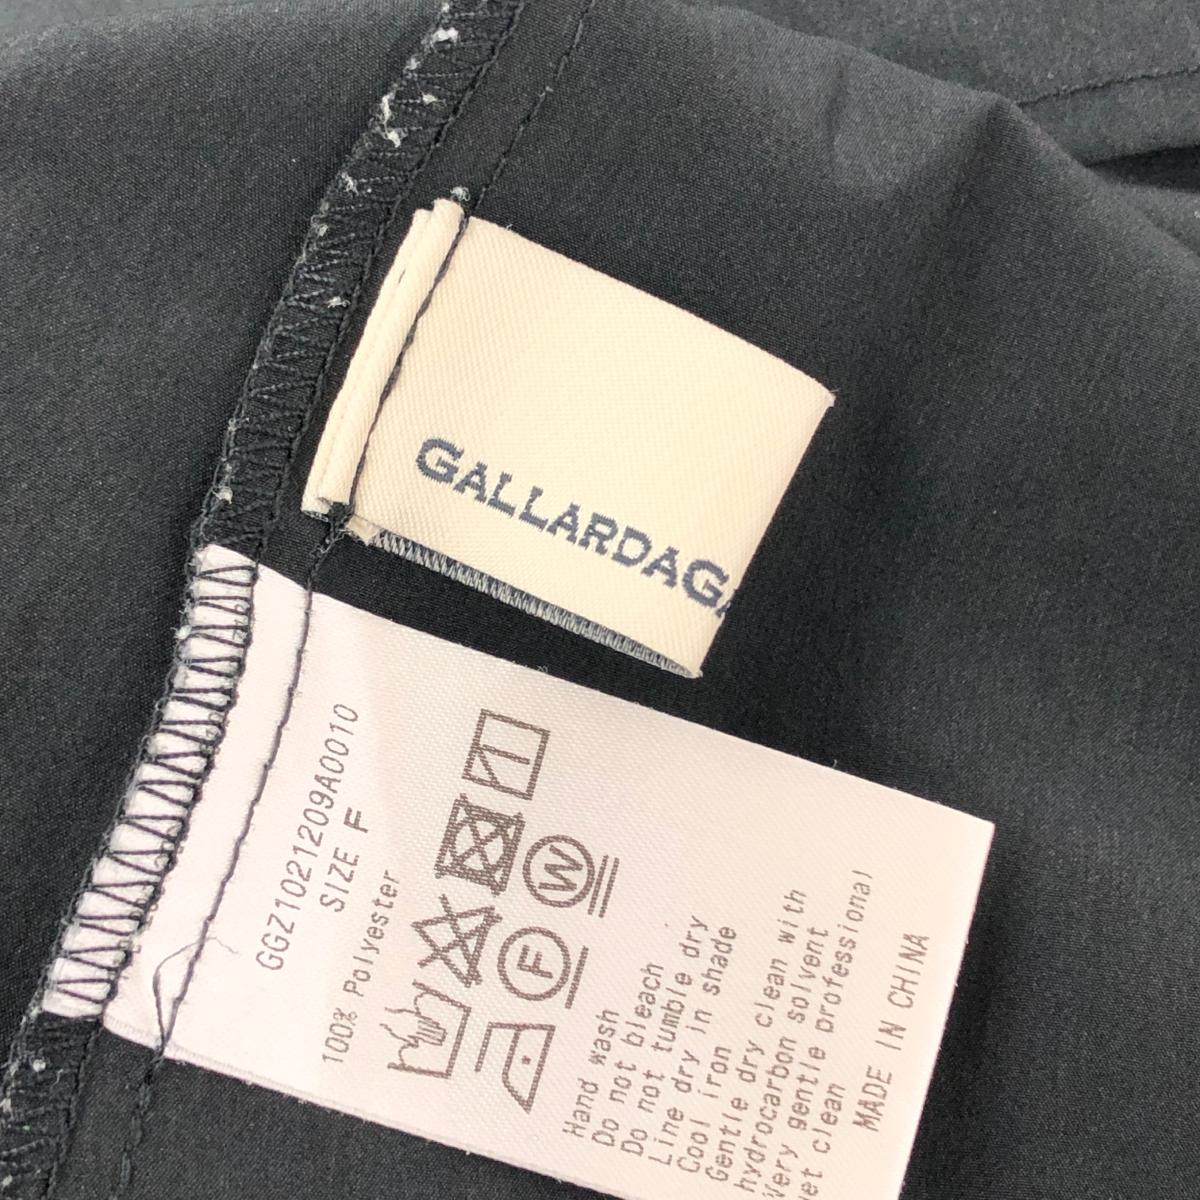 GALLARDAGA
GGZ1021209A0010
SIZE F
100% Polyester
W
F
Hand wash
Do not bleach
Do not tumble dry
Line dry in shade
Cool iron
Gentle dry clean with
hydrocarbon solvent
Very gentle professional
wet clean
MADE IN CHINA